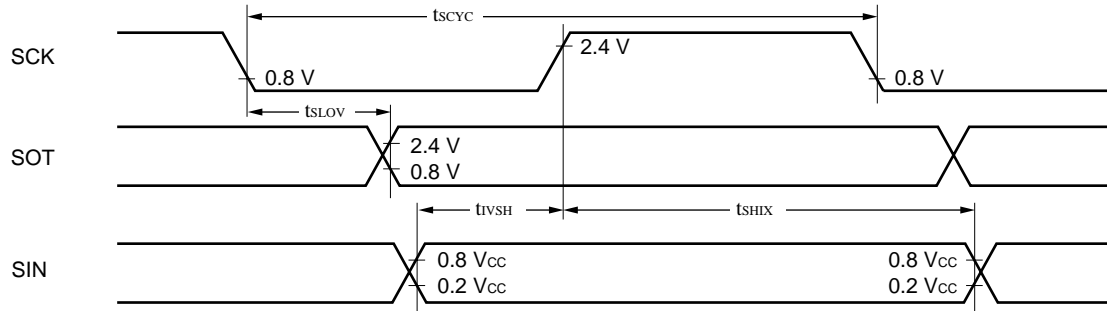 tSCYC
SCK
2.4 V
0.8 V
0.8 V
tSLOV
SOT
2.4 V
0.8 V
tIVSH
tSHIX
SIN
0.8 VCC
0.8 VCC
0.2 VCC
0.2 VCC